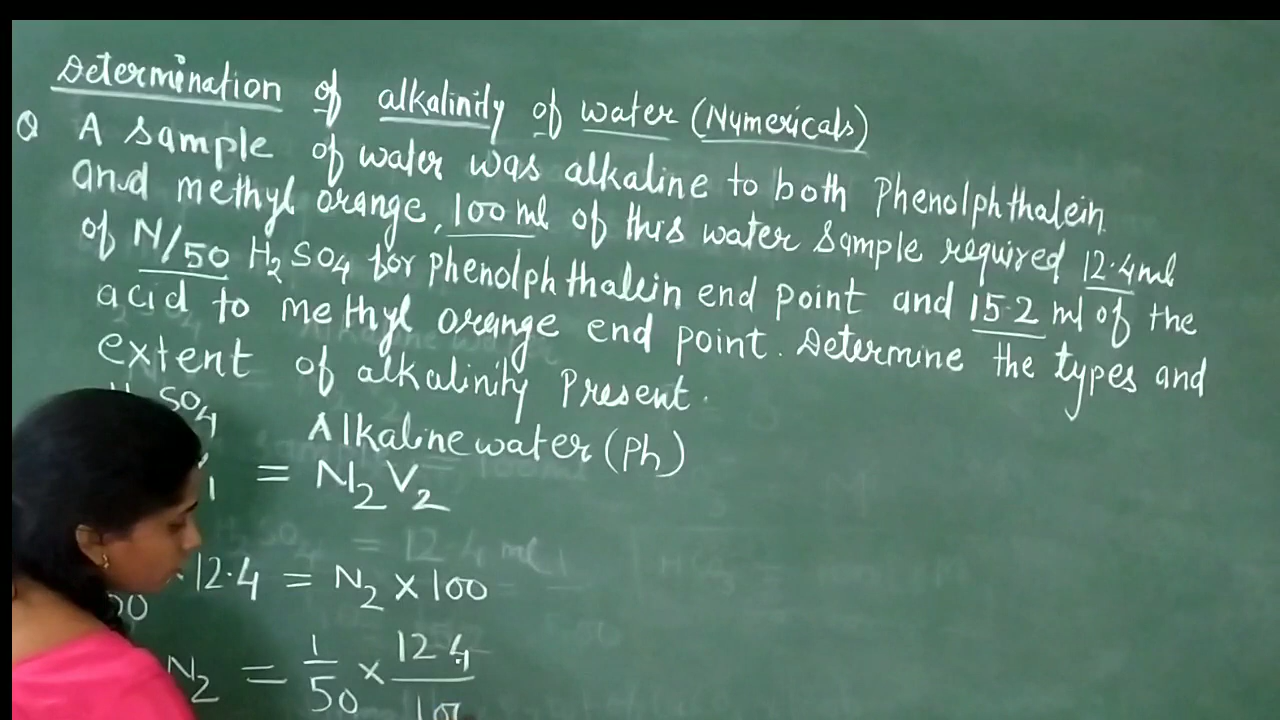 Determination of alkalinity of water (Numericals)
Q A sample of water was alkaline to both Phenolphthalein
and methyl orange, 100 ml of this water sample required 12.4 ml
of N/50 H2SO4 for phenolphthalein end point and 15.2 ml of the
acid to methyl orange end point. Determine the types and
extent of alkalinity Present.
SO4 Alkaline water (Ph)
1 = N2V2
12.4 = N2 × 100
N2 = 1/50 × 12.4/100